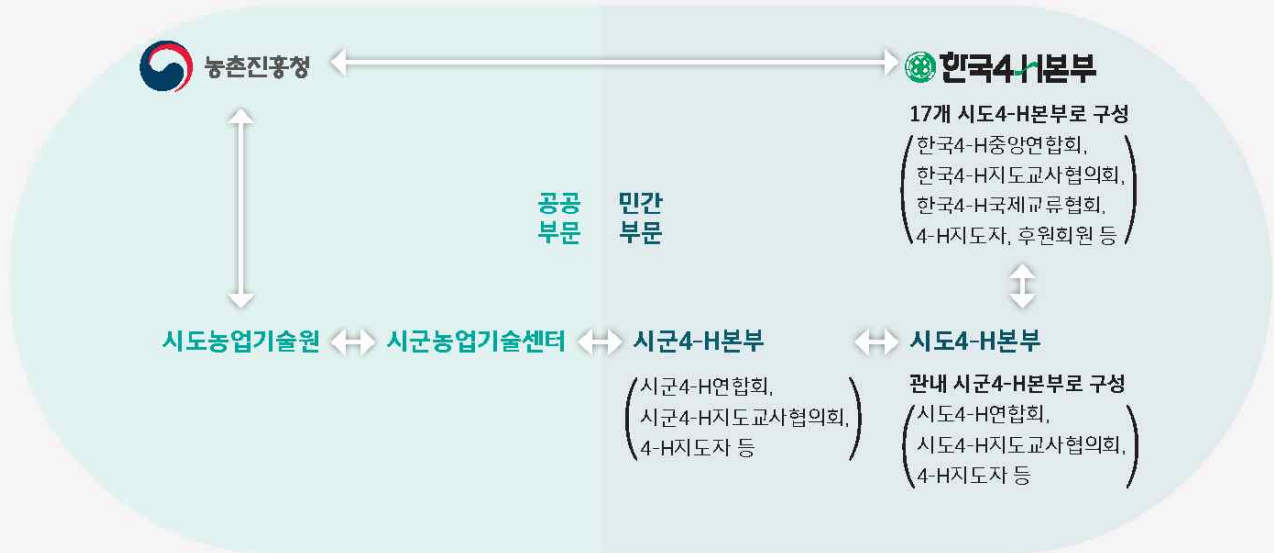 농촌진흥청
한국4-H본부
17개 시도4-H본부로 구성
(한국4-H중앙연합회,
한국4-H지도교사협의회,
한국4-H국제교류협회,
4-H지도자, 후원회원 등)
공공 민간
부문 부문
시도농업기술원
시군농업기술센터
시군4-H본부
(시군4-H연합회,
시군4-H지도교사협의회,
4-H지도자 등)
시도4-H본부
관내 시군4-H본부로 구성
(시도4-H연합회,
시도4-H지도교사협의회,
4-H지도자 등)